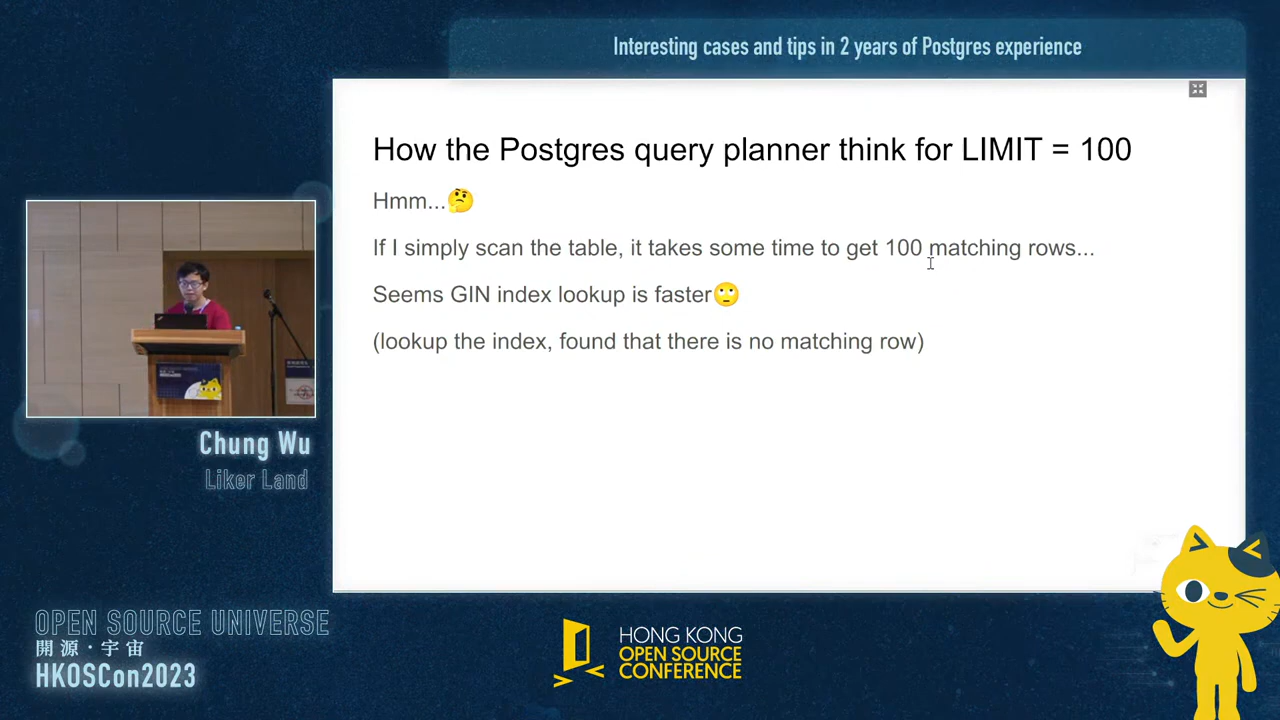 Interesting cases and tips in 2 years of Postgres experience
How the Postgres query planner think for LIMIT = 100
Hmm...🤔
If I simply scan the table, it takes some time to get 100 matching rows...
Seems GIN index lookup is faster🙄
(lookup the index, found that there is no matching row)
Chung Wu
Liker Land
OPEN SOURCE UNIVERSE
開源·宇宙
HKOSCon2023
HONG KONG
OPEN SOURCE
CONFERENCE